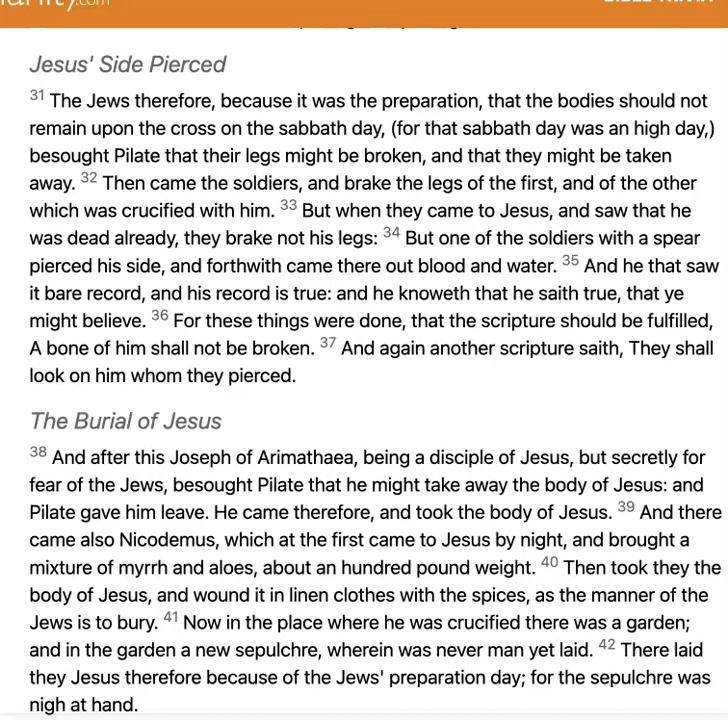 .com
Jesus' Side Pierced
31 The Jews therefore, because it was the preparation, that the bodies should not
remain upon the cross on the sabbath day, (for that sabbath day was an high day,)
besought Pilate that their legs might be broken, and that they might be taken
away. 32 Then came the soldiers, and brake the legs of the first, and of the other
which was crucified with him. 33 But when they came to Jesus, and saw that he
was dead already, they brake not his legs: 34 But one of the soldiers with a spear
pierced his side, and forthwith came there out blood and water. 35 And he that saw
it bare record, and his record is true: and he knoweth that he saith true, that ye
might believe. 36 For these things were done, that the scripture should be fulfilled,
A bone of him shall not be broken. 37 And again another scripture saith, They shall
look on him whom they pierced.
The Burial of Jesus
38 And after this Joseph of Arimathaea, being a disciple of Jesus, but secretly for
fear of the Jews, besought Pilate that he might take away the body of Jesus: and
Pilate gave him leave. He came therefore, and took the body of Jesus. 39 And there
came also Nicodemus, which at the first came to Jesus by night, and brought a
mixture of myrrh and aloes, about an hundred pound weight. 40 Then took they the
body of Jesus, and wound it in linen clothes with the spices, as the manner of the
Jews is to bury. 41 Now in the place where he was crucified there was a garden;
and in the garden a new sepulchre, wherein was never man yet laid. 42 There laid
they Jesus therefore because of the Jews' preparation day; for the sepulchre was
nigh at hand.